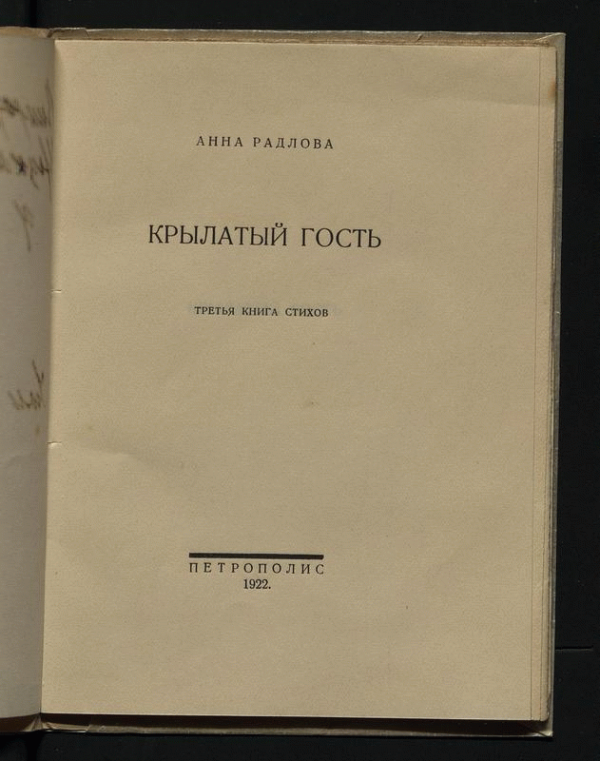 АННА РАДЛОВА
КРЫЛАТЫЙ ГОСТЬ
ТРЕТЬЯ КНИГА СТИХОВ
ПЕТРОПОЛИС
1922.